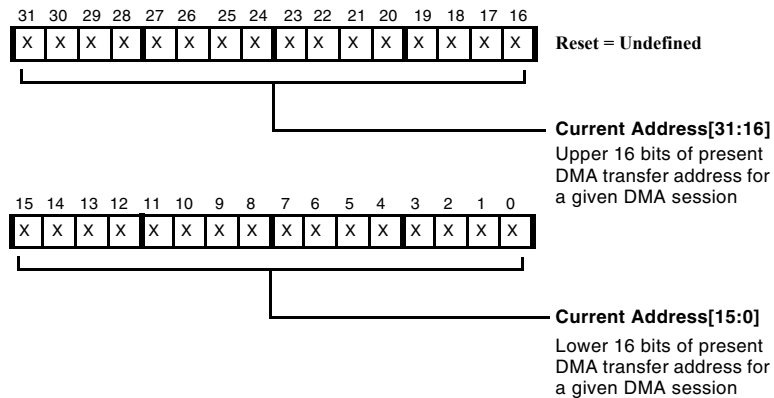 31 30 29 28 27 26 25 24 23 22 21 20 19 18 17 16
X X X X X X X X X X X X X X X X
Reset = Undefined
Current Address[31:16]
Upper 16 bits of present
DMA transfer address for
a given DMA session
15 14 13 12 11 10 9 8 7 6 5 4 3 2 1 0
X X X X X X X X X X X X X X X X
Current Address[15:0]
Lower 16 bits of present
DMA transfer address for
a given DMA session